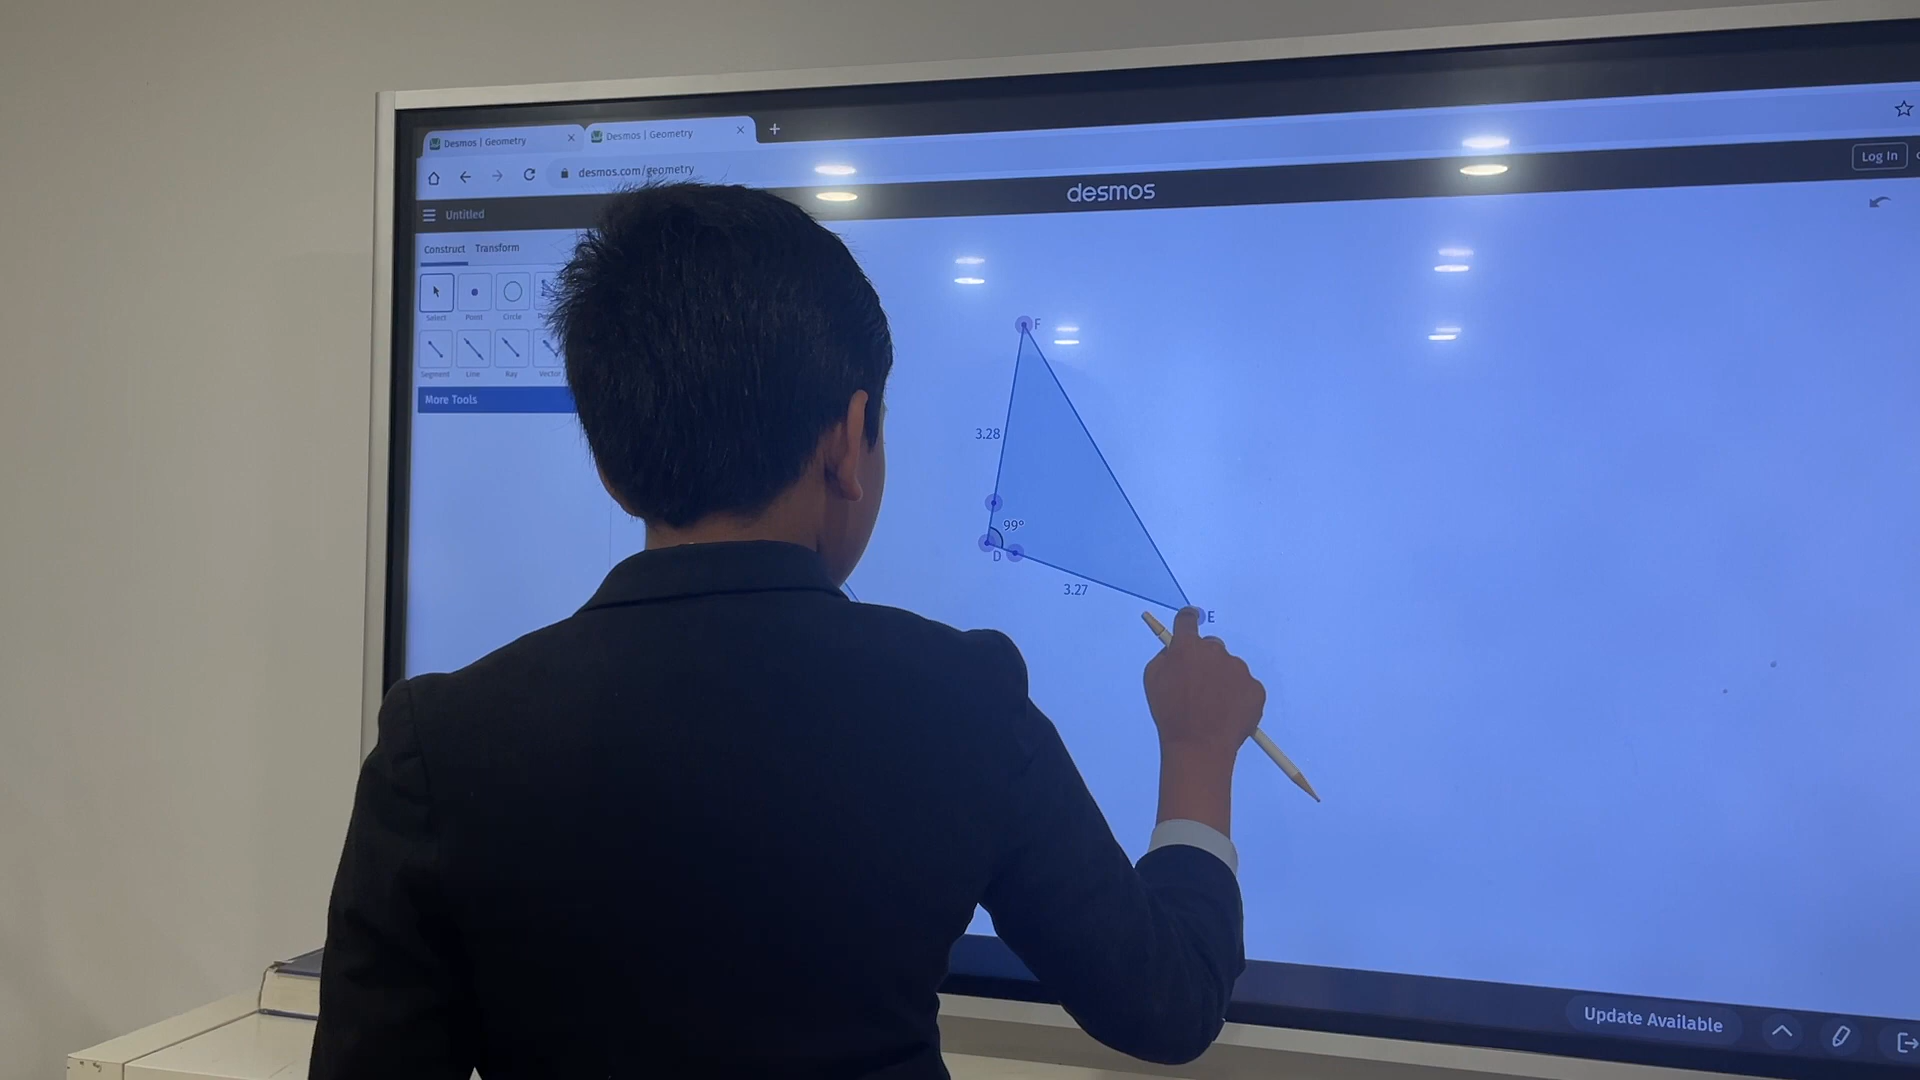 Desmos | Geometry
Desmos | Geometry
desmos.com/geometry
Log In
Untitled
desmos
Construct Transform
Select Point Circle
Segment Line Ray Vector
More Tools
F
3.28
99°
D
3.27
E
Update Available